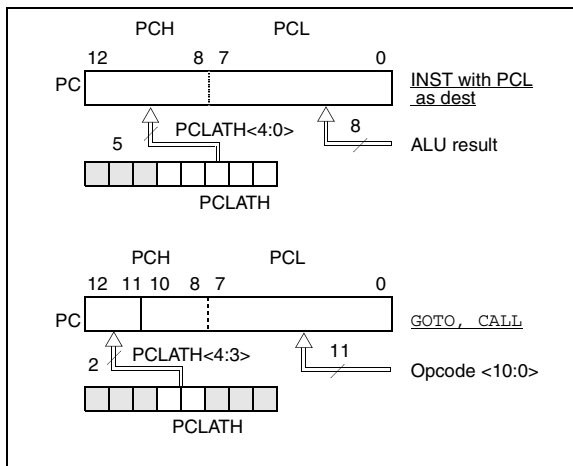 PCH PCL
12 8 7 0
PC
INST with PCL
as dest
PCLATH<4:0>
5
8
ALU result
PCLATH
PCH PCL
12 11 10 8 7 0
PC
GOTO, CALL
2
PCLATH<4:3>
11
Opcode <10:0>
PCLATH